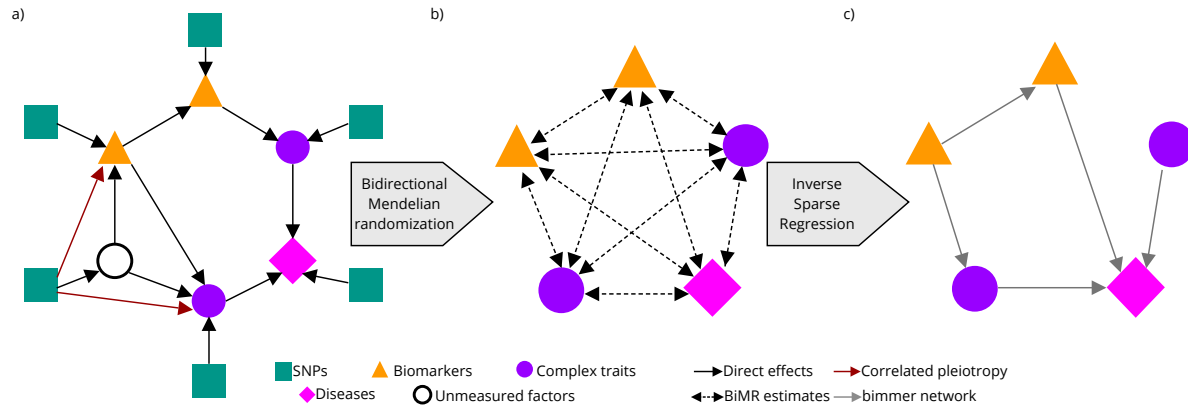 a)
b)
c)
Bidirectional
Mendelian
randomization
Inverse
Sparse
Regression
SNPs
Biomarkers
Complex traits
Direct effects
Correlated pleiotropy
Diseases
Unmeasured factors
BiMR estimates
bimmer network